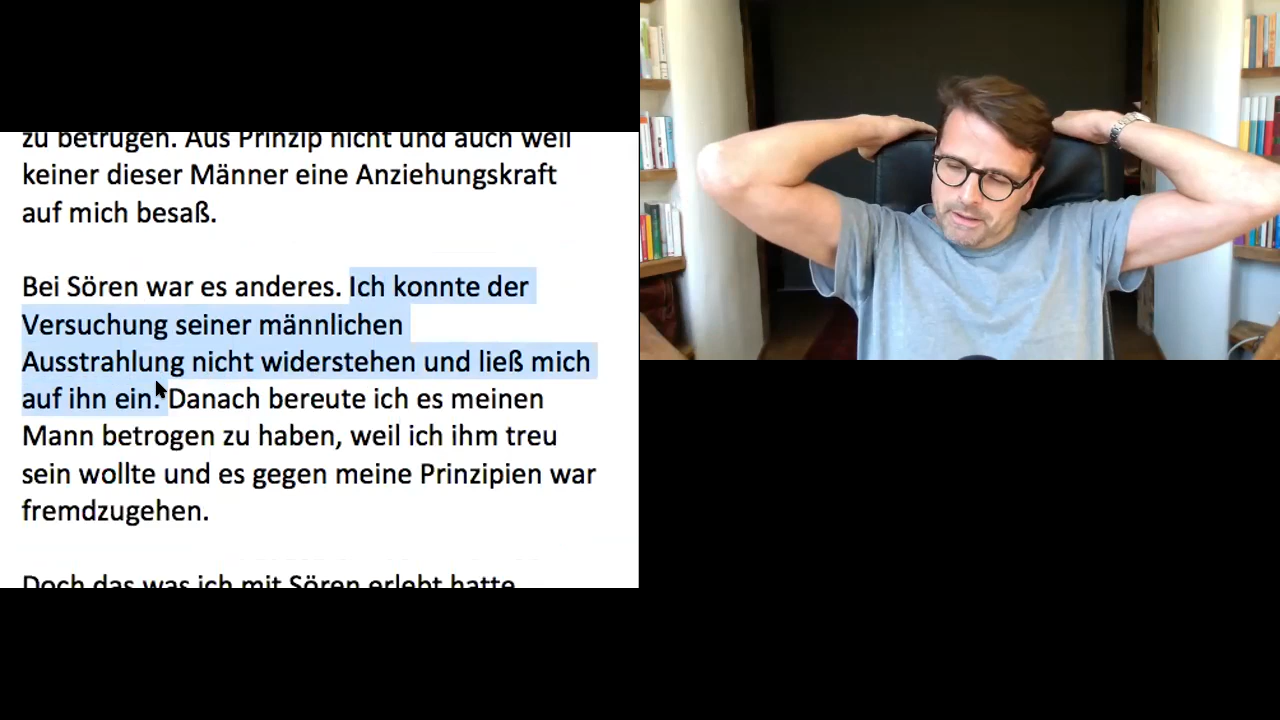 zu betrügen. Aus Prinzip nicht und auch weil
keiner dieser Männer eine Anziehungskraft
auf mich besaß.
Bei Sören war es anderes. Ich konnte der
Versuchung seiner männlichen
Ausstrahlung nicht widerstehen und ließ mich
auf ihn ein. Danach bereute ich es meinen
Mann betrogen zu haben, weil ich ihm treu
sein wollte und es gegen meine Prinzipien war
fremdzugehen.
Doch das was ich mit Sören erlebt hatte